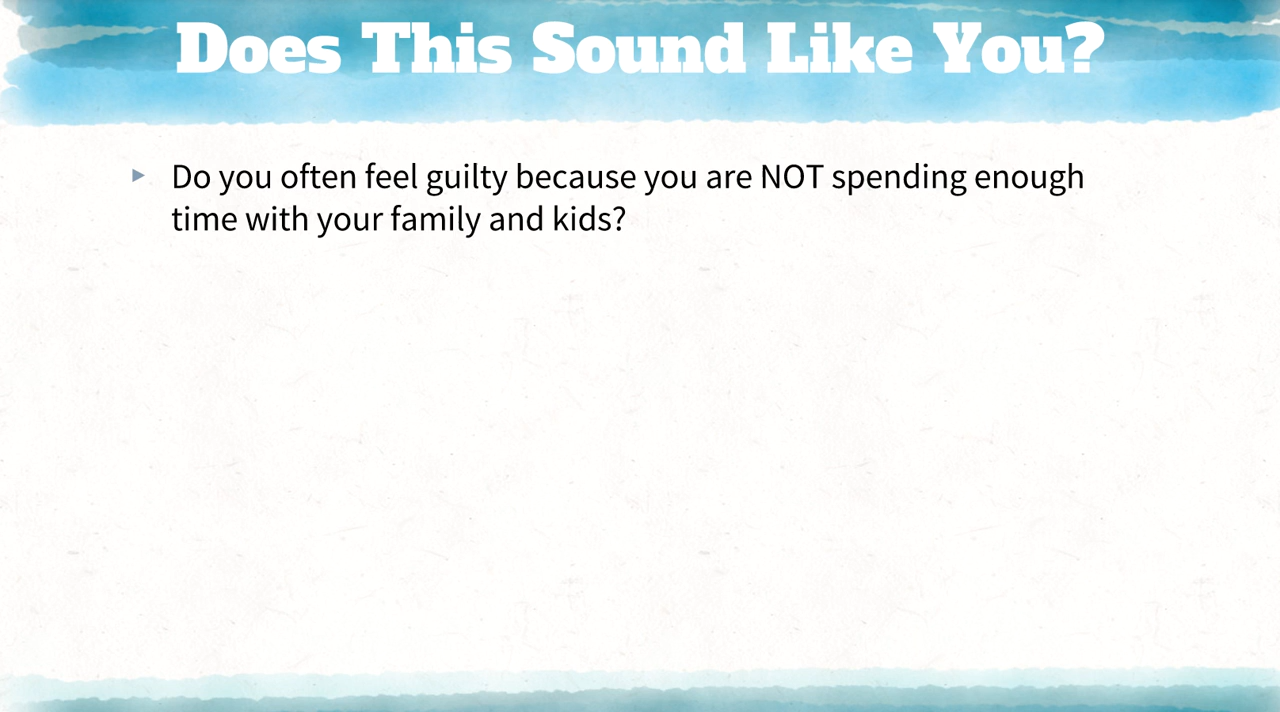 Does This Sound Like You?
Do you often feel guilty because you are NOT spending enough
time with your family and kids?